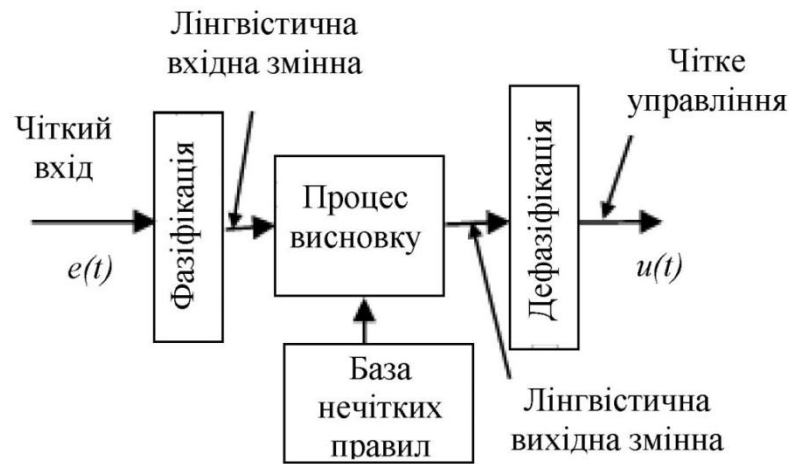 Лінгвістична
вхідна змінна
Чітке
управління
Чіткий
вхід
e(t)
Фазіфікація
Процес
висновку
Дефазіфікація
u(t)
База
нечітких
правил
Лінгвістична
вихідна змінна